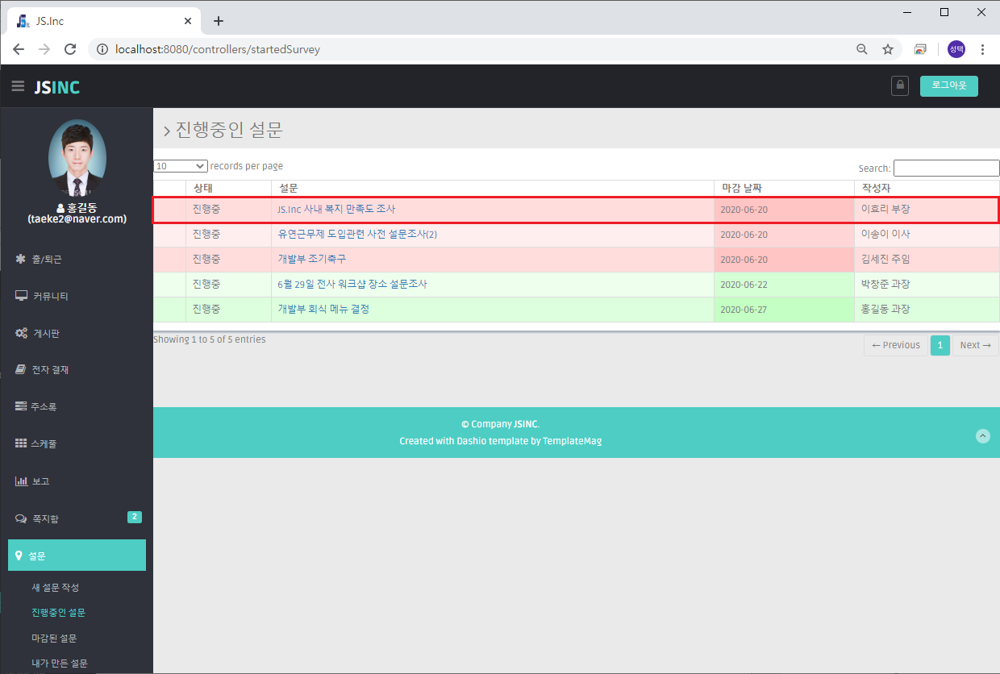 JS.Inc
localhost:8080/controllers/startedSurvey
성택
JSINC
로그아웃
홍길동
(taeke2@naver.com)
출/퇴근
커뮤니티
게시판
전자 결재
주소록
스케줄
보고
쪽지함 2
설문
새 설문 작성
진행중인 설문
마감된 설문
내가 만든 설문
진행중인 설문
10 records per page
Search:
상태 설문 마감 날짜 작성자
진행중 JS.Inc 사내 복지 만족도 조사 2020-06-20 이효리 부장
진행중 유연근무제 도입관련 사전 설문조사(2) 2020-06-20 이송이 이사
진행중 개발부 조기축구 2020-06-20 김세진 주임
진행중 6월 29일 전사 워크샵 장소 설문조사 2020-06-22 박창준 과장
진행중 개발부 회식 메뉴 결정 2020-06-27 홍길동 과장
Showing 1 to 5 of 5 entries
← Previous 1 Next →
© Company JSINC.
Created with Dashio template by TemplateMag